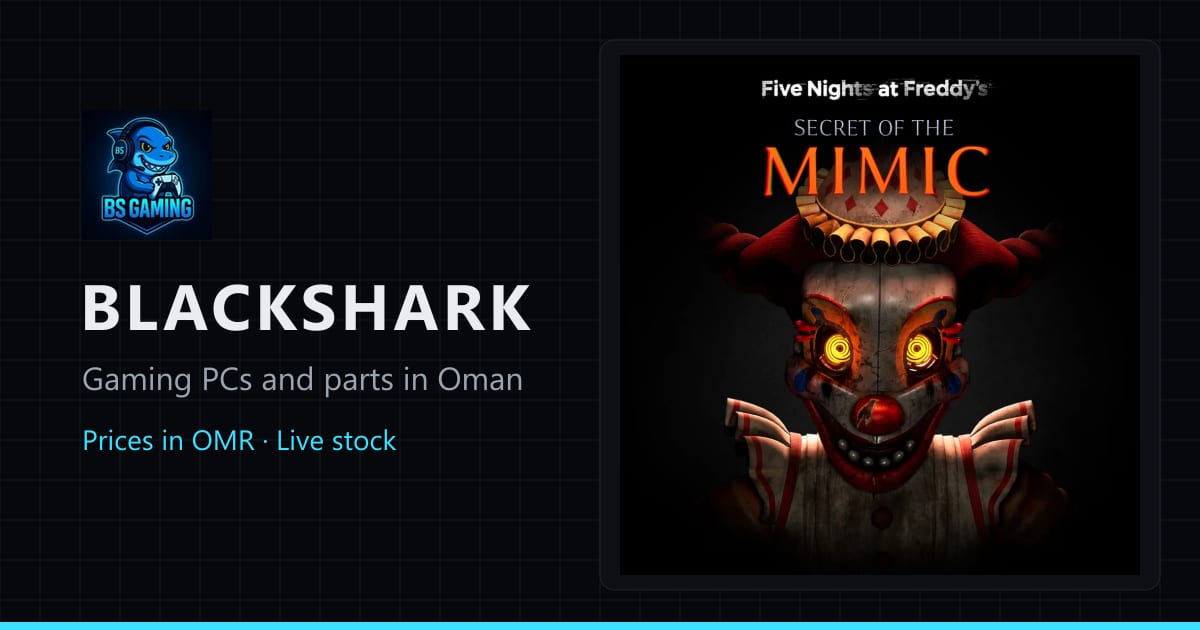 BS
BS GAMING
BLACKSHARK
Gaming PCs and parts in Oman
Prices in OMR · Live stock
Five Nights at Freddy's
SECRET OF THE
MIMIC